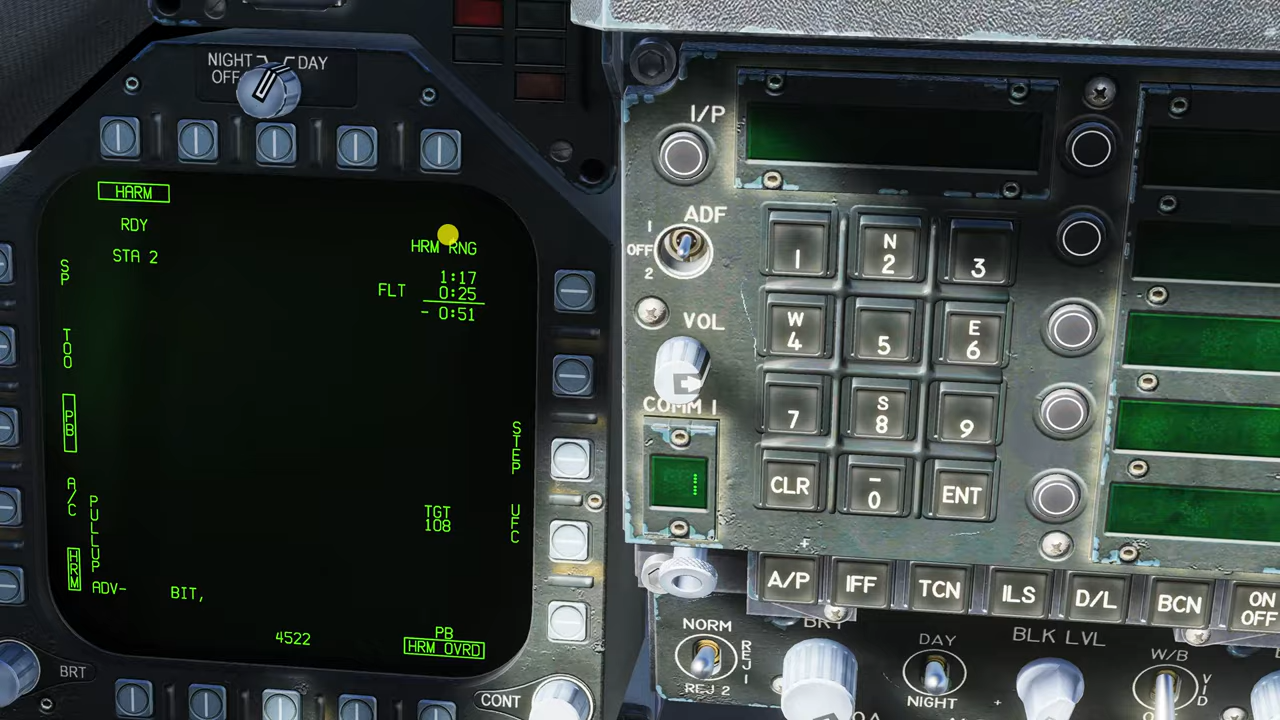 NIGHT
DAY
OFF
HARM
RDY
STA 2
HRM RNG
1:17
FLT 0:25
- 0:51
SP
TOO
PB
A/C
HRM
PULLUP
ADV-
BIT,
STEP
UFC
TGT
108
4522
PB
HRM OVRD
BRT
CONT
I/P
ADF
1
OFF
2
VOL
COMM 1
1
N
2
3
W
4
5
E
6
7
S
8
9
CLR
-
0
ENT
+
A/P
IFF
TCN
ILS
D/L
BCN
ON
OFF
NORM
REJ 1
REJ 2
BRT
DAY
NIGHT
BLK LVL
- +
W/B
VID